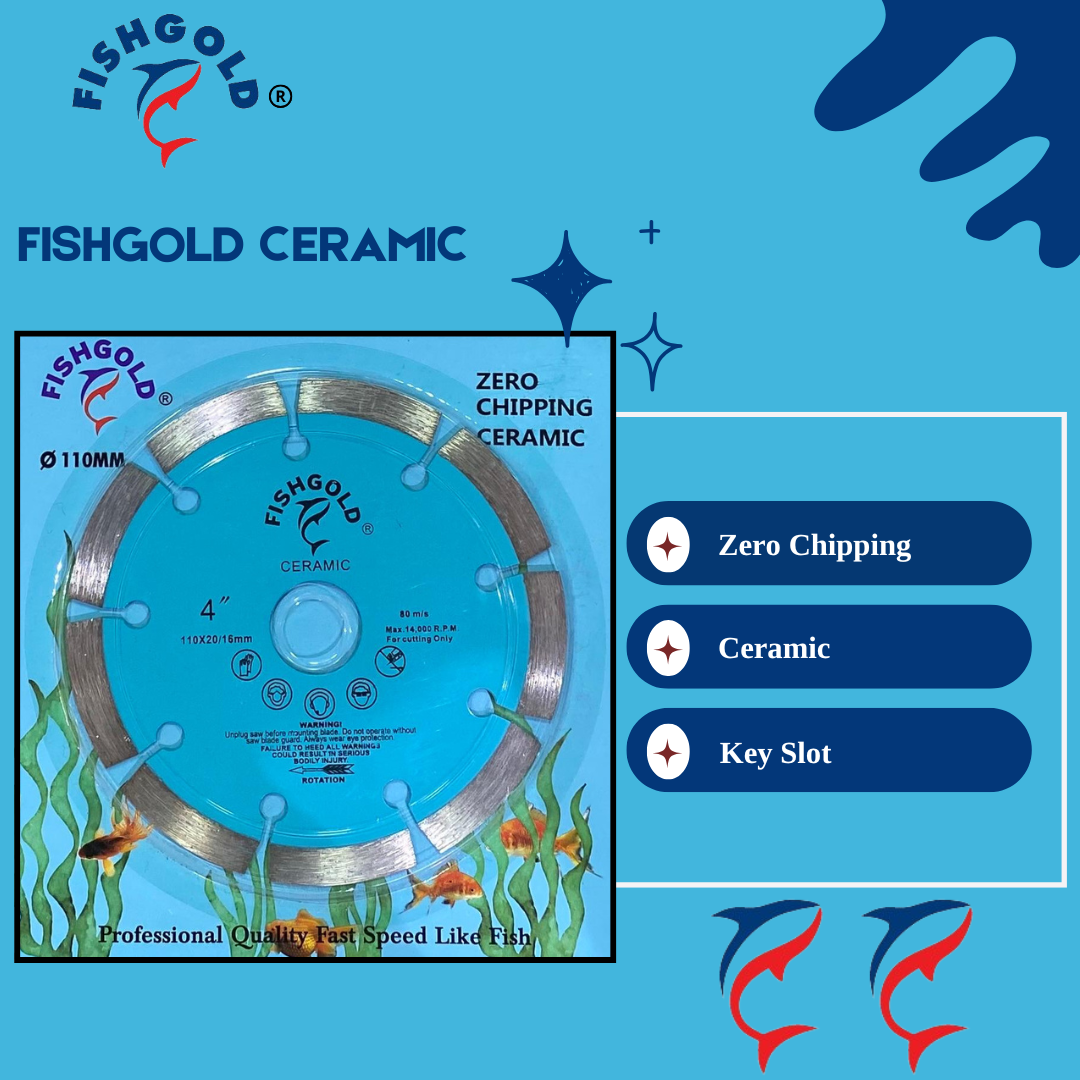 FISHGOLD ®
FISHGOLD CERAMIC
FISHGOLD ®
ZERO
CHIPPING
CERAMIC
Ø 110MM
FISHGOLD ®
CERAMIC
4″
110X20/16mm
80 m/s
Max.14,000 R.P.M
For cutting Only
WARNING!
Unplug saw before mounting blade. Do not operate without
saw blade guard. Always wear eye protection.
FAILURE TO HEED ALL WARNINGS
COULD RESULT IN SERIOUS
BODILY INJURY.
ROTATION
Professional Quality Fast Speed Like Fish
Zero Chipping
Ceramic
Key Slot